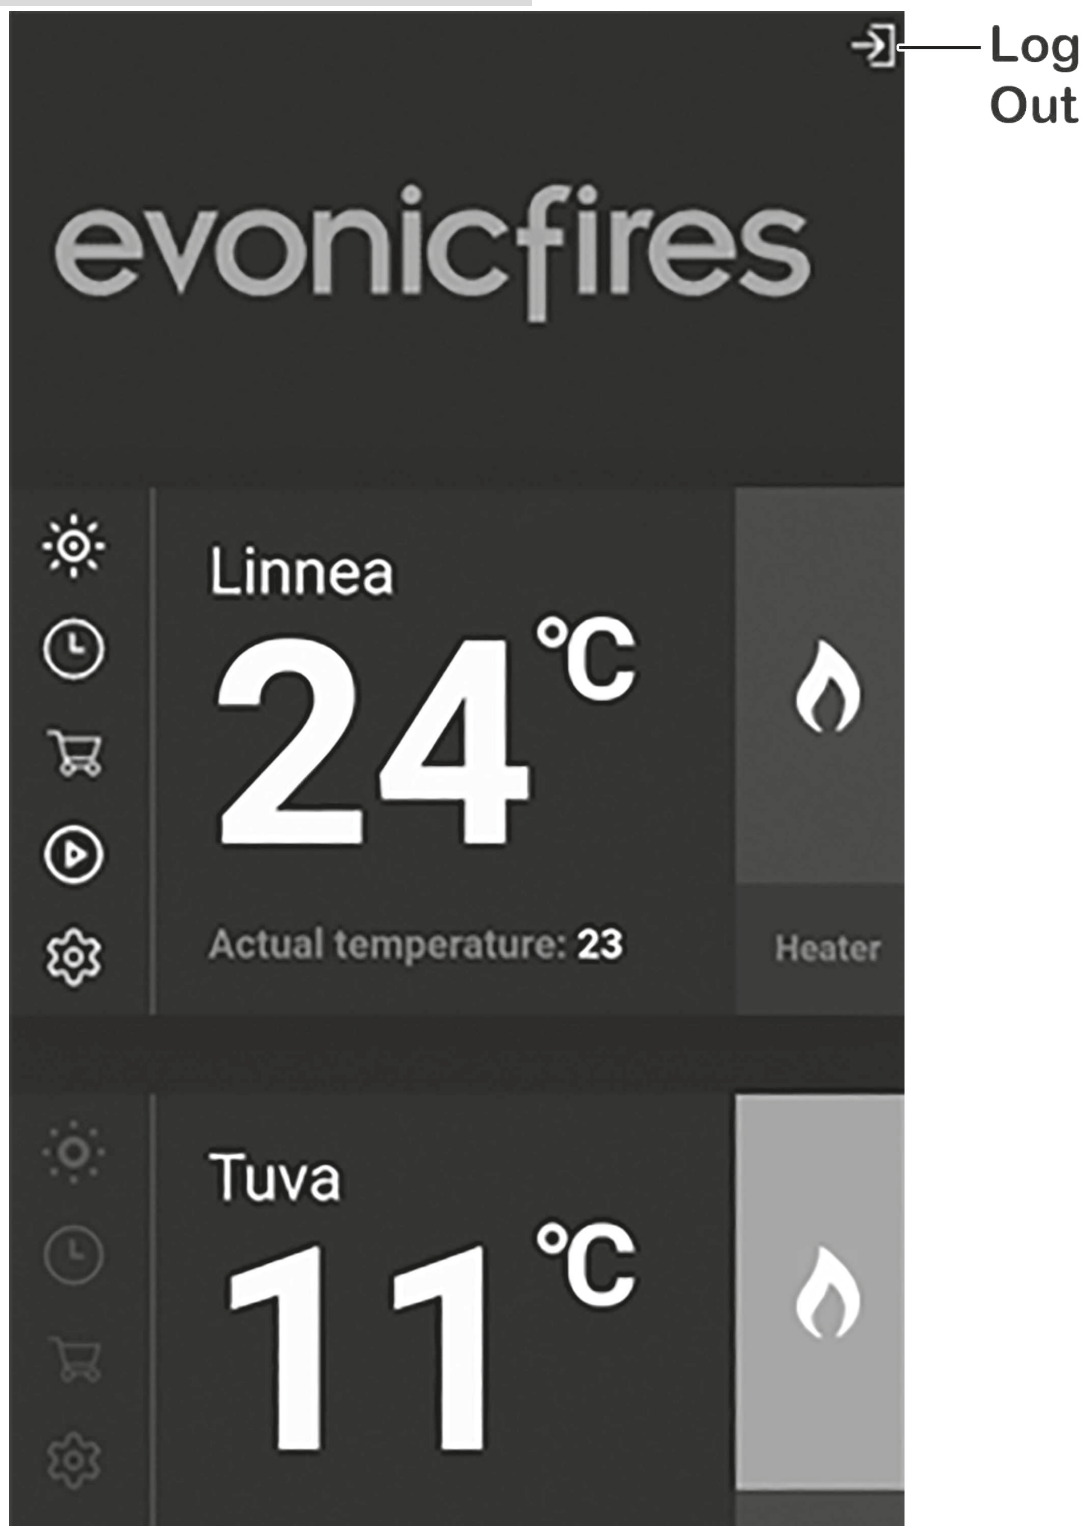 Log
Out
evonicfires
Linnea
24°C
Actual temperature: 23
Heater
Tuva
11°C